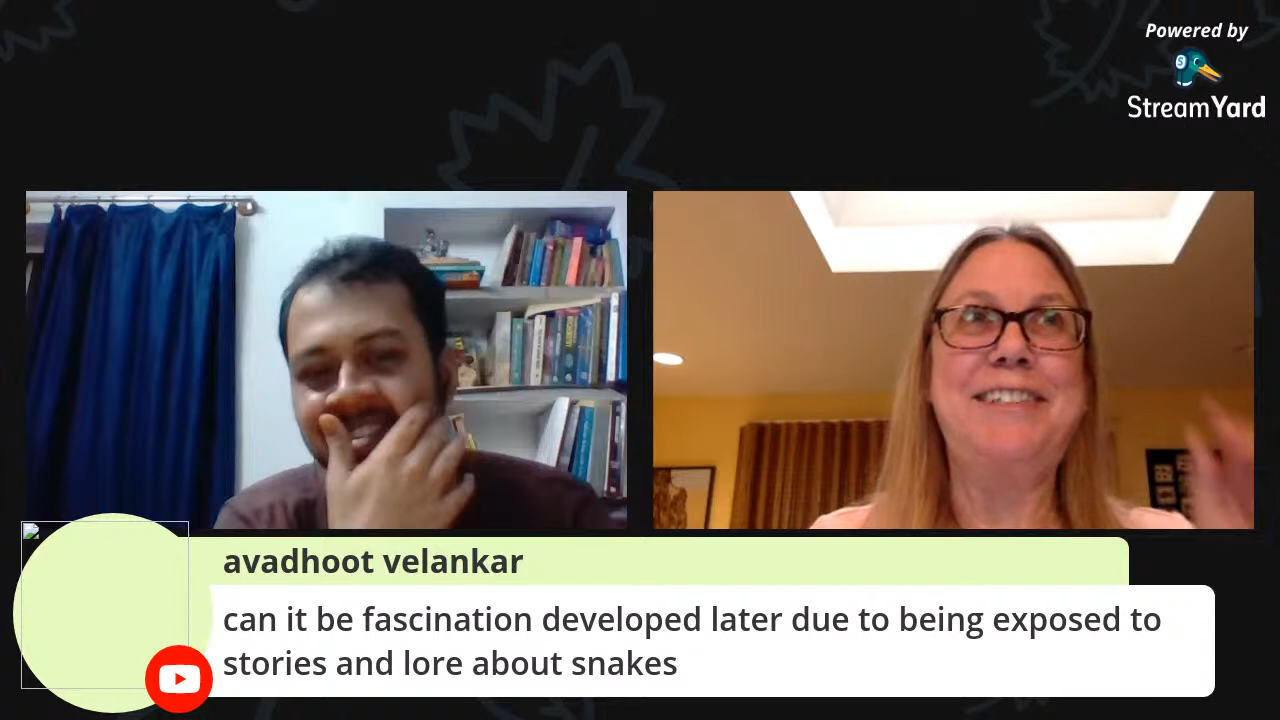 Powered by
StreamYard
avadhoot velankar
can it be fascination developed later due to being exposed to
stories and lore about snakes